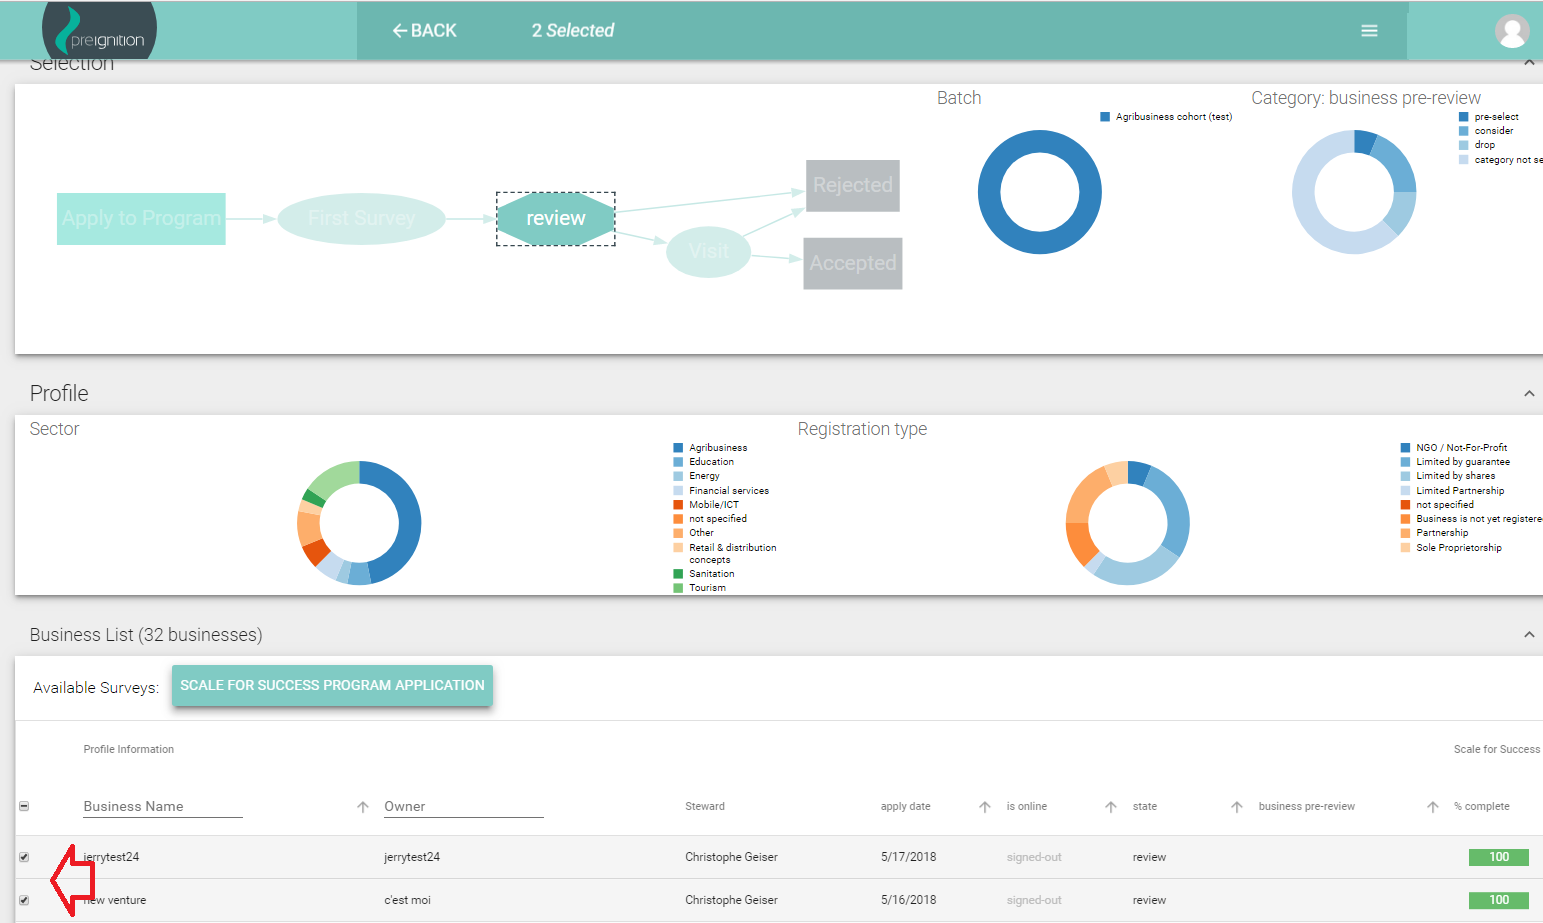 preignition
BACK
2 Selected
Selection
Batch
Agribusiness cohort (test)
Category: business pre-review
pre-select
consider
drop
category not se
Apply to Program
First Survey
review
Visit
Rejected
Accepted
Profile
Sector
Agribusiness
Education
Energy
Financial services
Mobile/ICT
not specified
Other
Retail & distribution
concepts
Sanitation
Tourism
Registration type
NGO / Not-For-Profit
Limited by guarantee
Limited by shares
Limited Partnership
not specified
Business is not yet registere
Partnership
Sole Proprietorship
Business List (32 businesses)
Available Surveys: SCALE FOR SUCCESS PROGRAM APPLICATION
Profile Information Scale for Success
Business Name Owner Steward apply date is online state business pre-review % complete
jerrytest24 jerrytest24 Christophe Geiser 5/17/2018 signed-out review 100
new venture c'est moi Christophe Geiser 5/16/2018 signed-out review 100